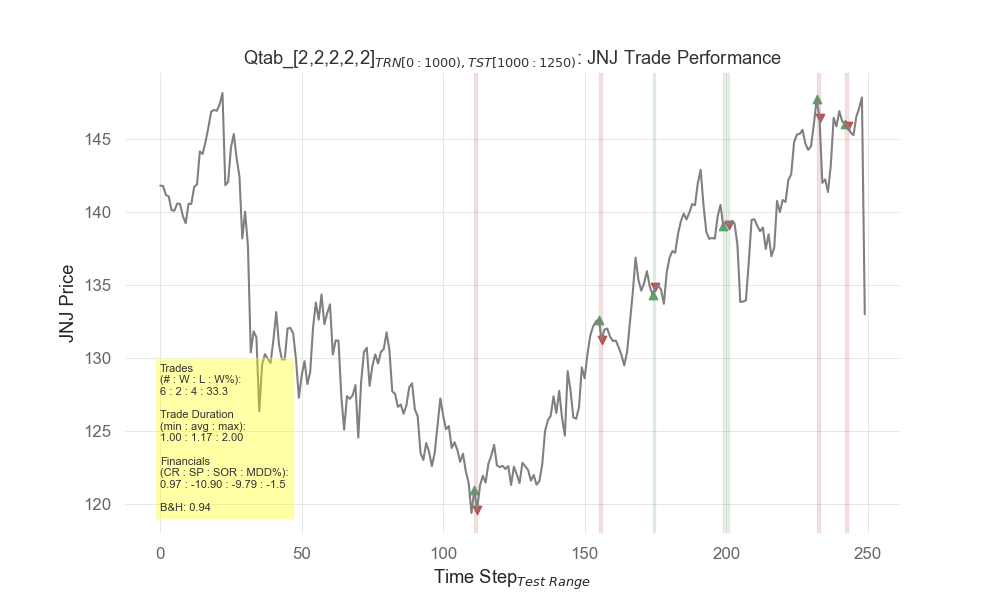 Qtab_[2,2,2,2,2]TRN[0 : 1000), TST[1000 : 1250): JNJ Trade Performance
JNJ Price
145
140
135
130
125
120
Trades
(# : W : L : W%):
6 : 2 : 4 : 33.3
Trade Duration
(min : avg : max):
1.00 : 1.17 : 2.00
Financials
(CR : SP : SOR : MDD%):
0.97 : -10.90 : -9.79 : -1.5
B&H: 0.94
0 50 100 150 200 250
Time StepTest Range